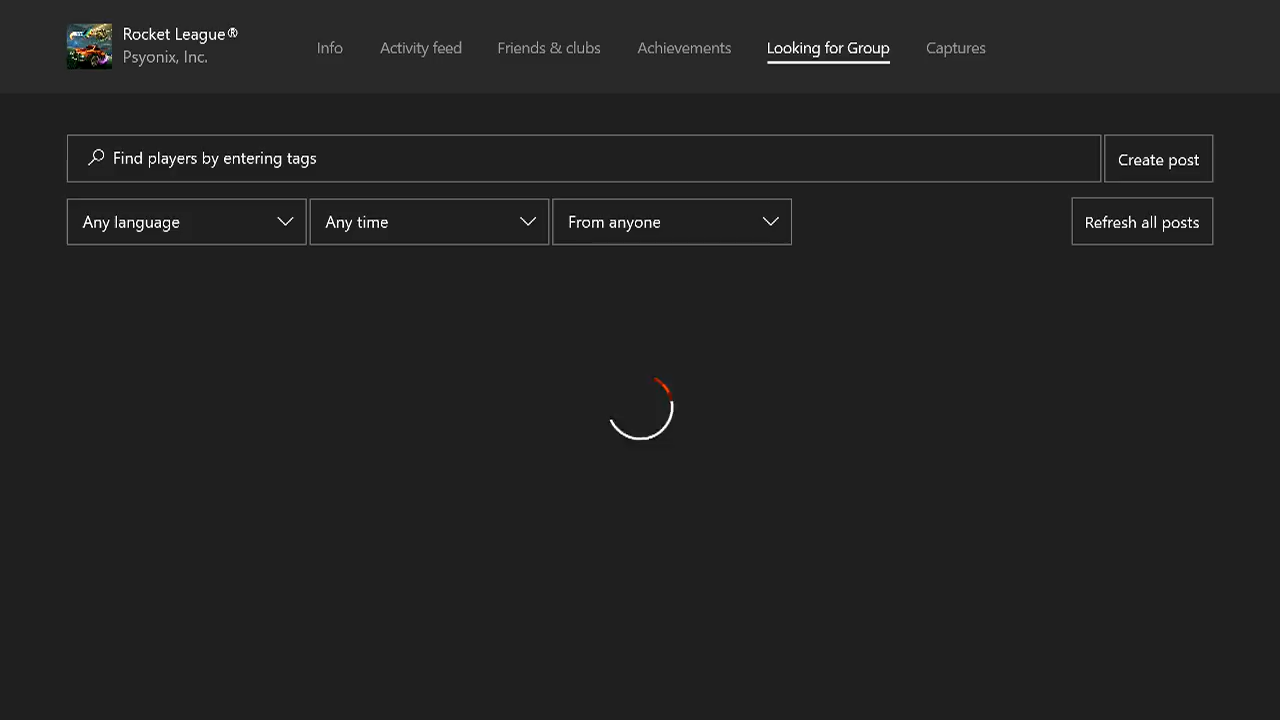 Rocket League®
Psyonix, Inc.
Info
Activity feed
Friends & clubs
Achievements
Looking for Group
Captures
Find players by entering tags
Create post
Any language
Any time
From anyone
Refresh all posts